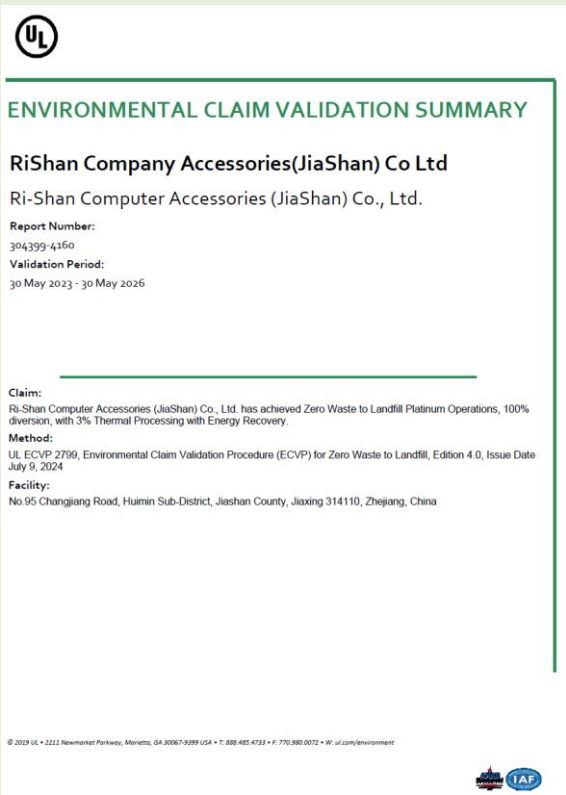 UL
ENVIRONMENTAL CLAIM VALIDATION SUMMARY
RiShan Company Accessories(JiaShan) Co Ltd
Ri-Shan Computer Accessories (JiaShan) Co., Ltd.
Report Number:
304399-4160
Validation Period:
30 May 2023 - 30 May 2026
Claim:
Ri-Shan Computer Accessories (JiaShan) Co., Ltd. has achieved Zero Waste to Landfill Platinum Operations, 100%
diversion, with 3% Thermal Processing with Energy Recovery.
Method:
UL ECVP 2799, Environmental Claim Validation Procedure (ECVP) for Zero Waste to Landfill, Edition 4.0, Issue Date
July 9, 2024
Facility:
No.95 Changjiang Road, Huimin Sub-District, Jiashan County, Jiaxing 314110, Zhejiang, China
© 2019 UL • 2211 Newmarket Parkway, Marietta, GA 30067-9399 USA • T: 888.485.4733 • F: 770.980.0072 • W: ul.com/environment
IAF